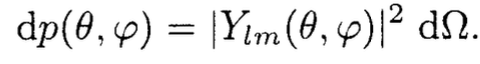 dp(θ, φ) = |Y_{lm}(θ, φ)|² dΩ.